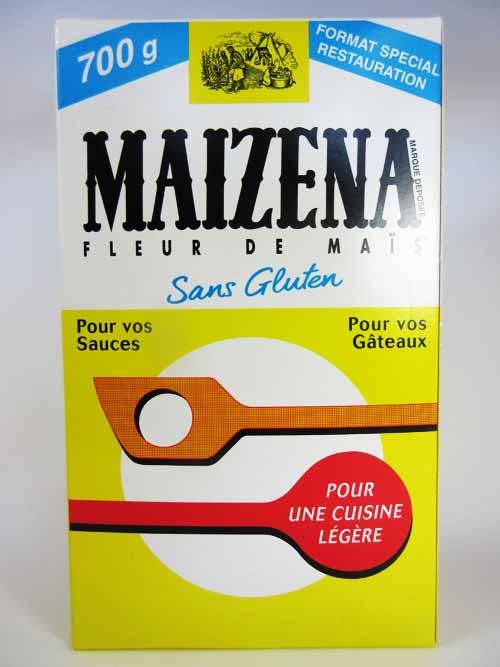 700 g
FORMAT SPECIAL
RESTAURATION
MAIZENA
MARQUE DEPOSEE
FLEUR DE MAÏS
Sans Gluten
Pour vos
Sauces
Pour vos
Gâteaux
POUR
UNE CUISINE
LÉGÈRE